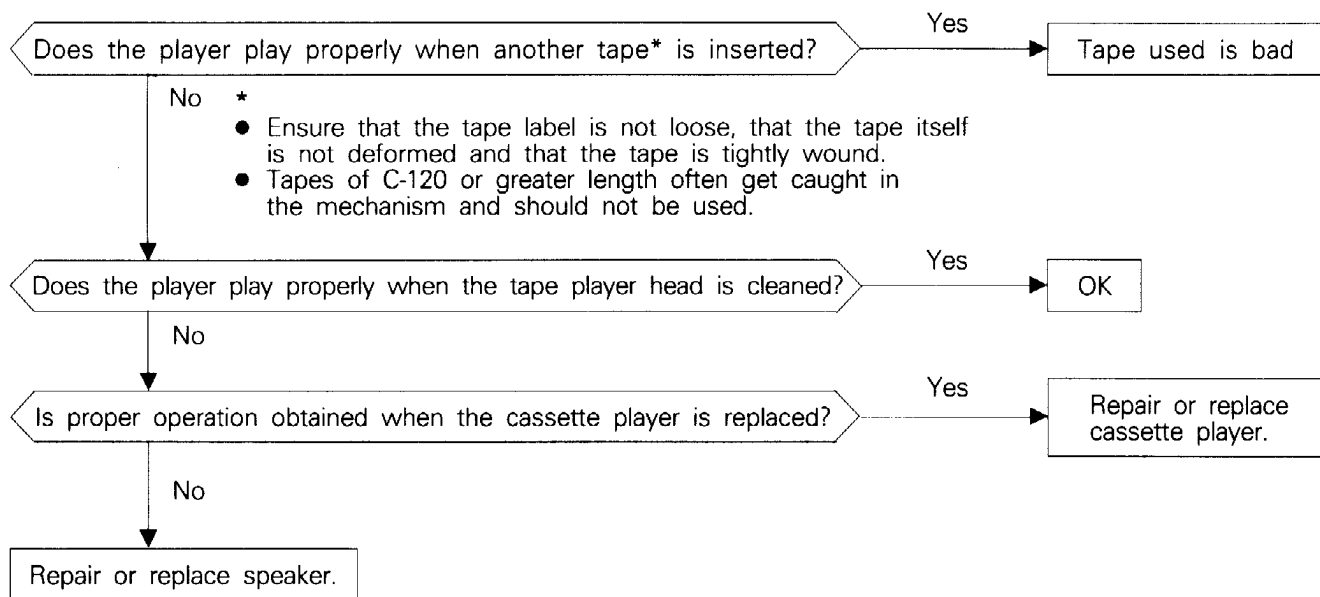 Does the player play properly when another tape* is inserted?
Yes
Tape used is bad
No *
● Ensure that the tape label is not loose, that the tape itself
is not deformed and that the tape is tightly wound.
● Tapes of C-120 or greater length often get caught in
the mechanism and should not be used.
Does the player play properly when the tape player head is cleaned?
Yes
OK
No
Is proper operation obtained when the cassette player is replaced?
Yes
Repair or replace
cassette player.
No
Repair or replace speaker.